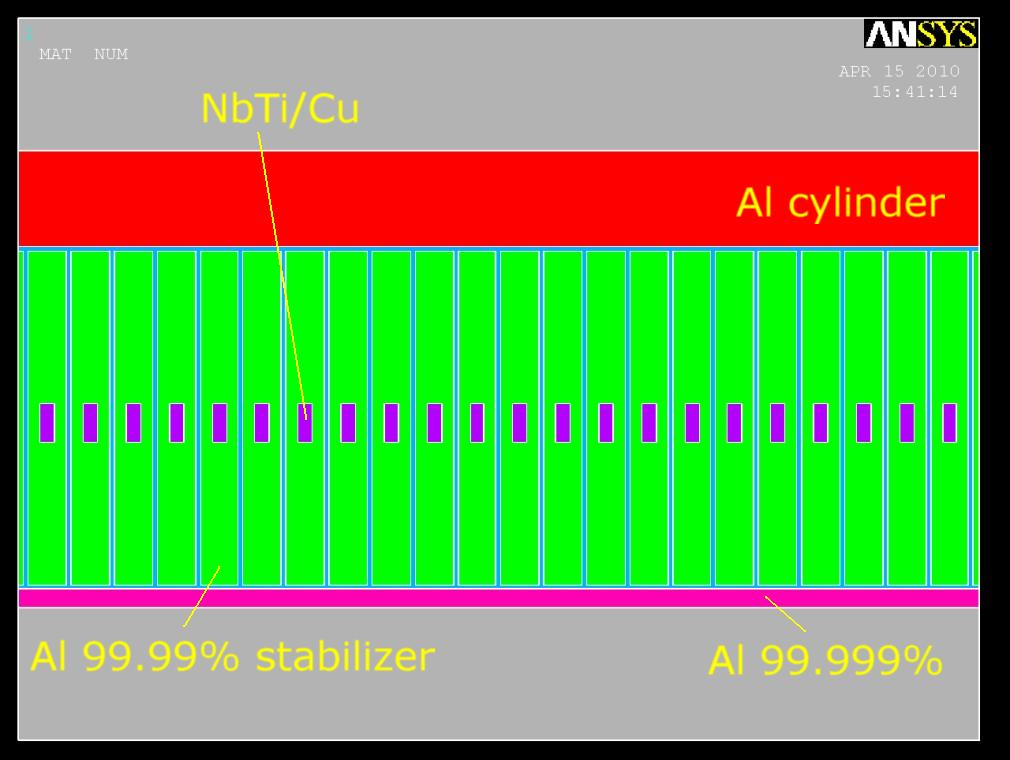 1
ANSYS
MAT NUM
APR 15 2010
15:41:14
NbTi/Cu
Al cylinder
Al 99.99% stabilizer
Al 99.999%